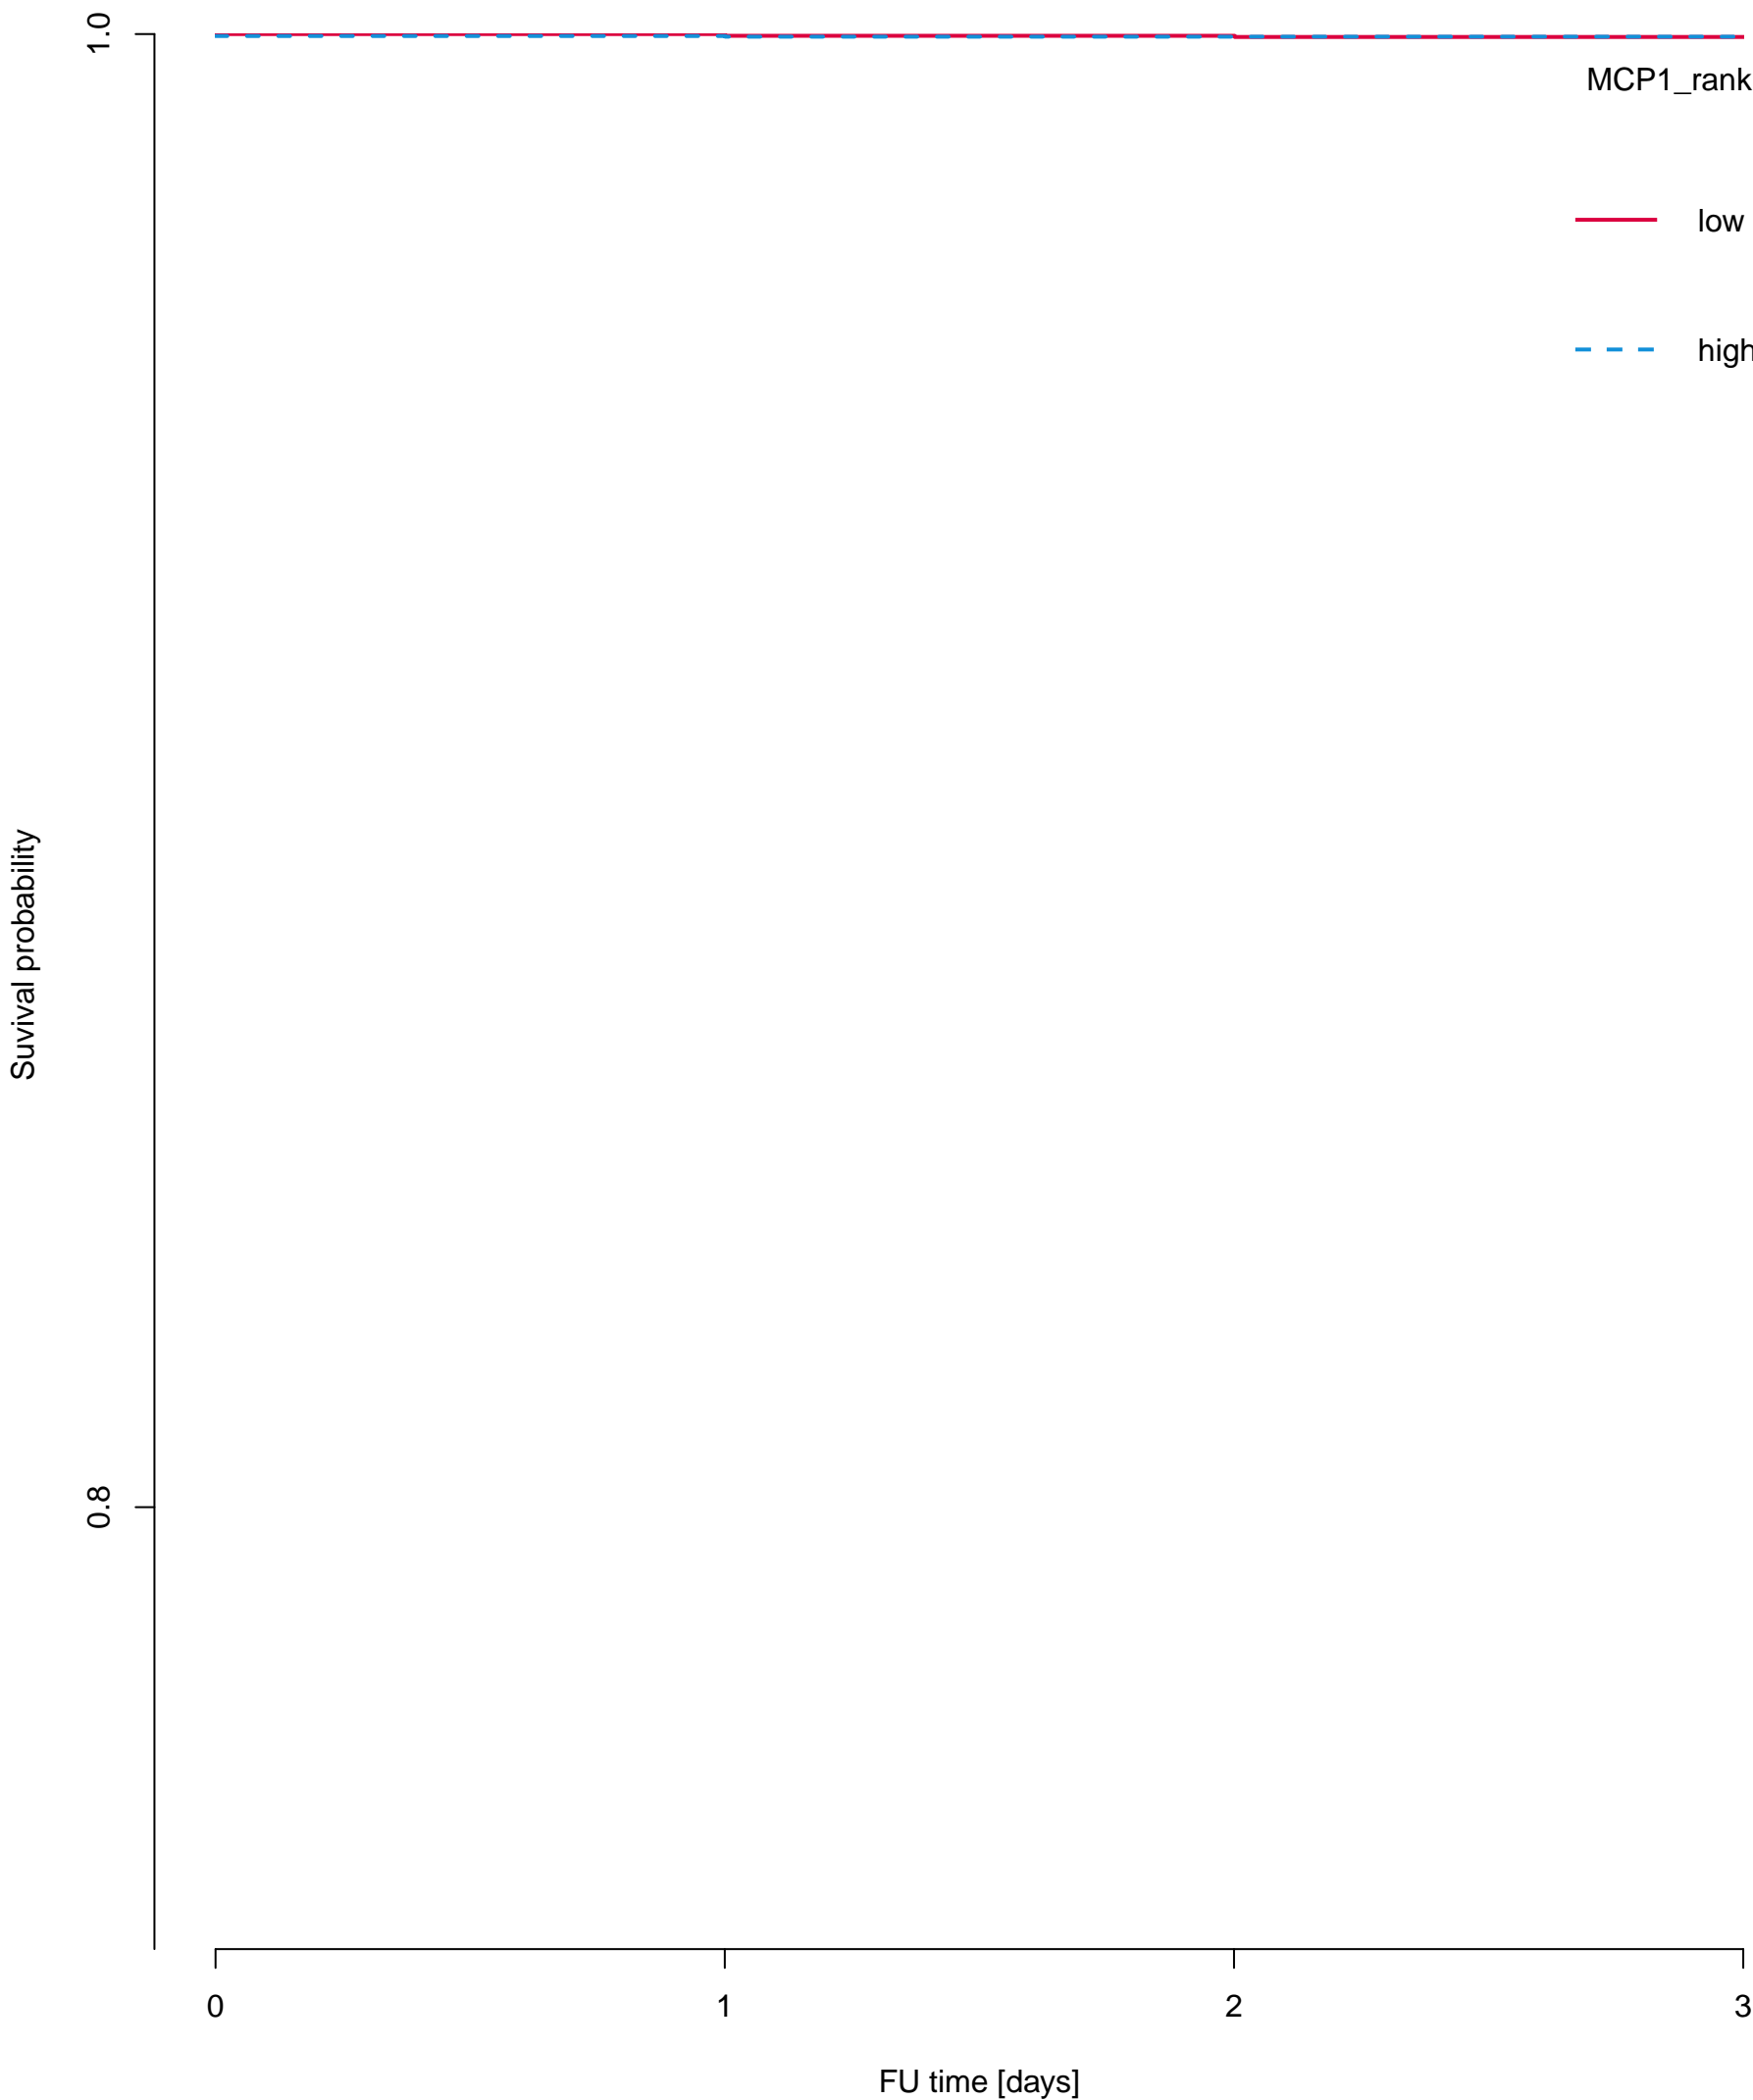 1.0
MCP1_rank
low
high
Suvival probability
0.8
0
1
2
3
FU time [days]